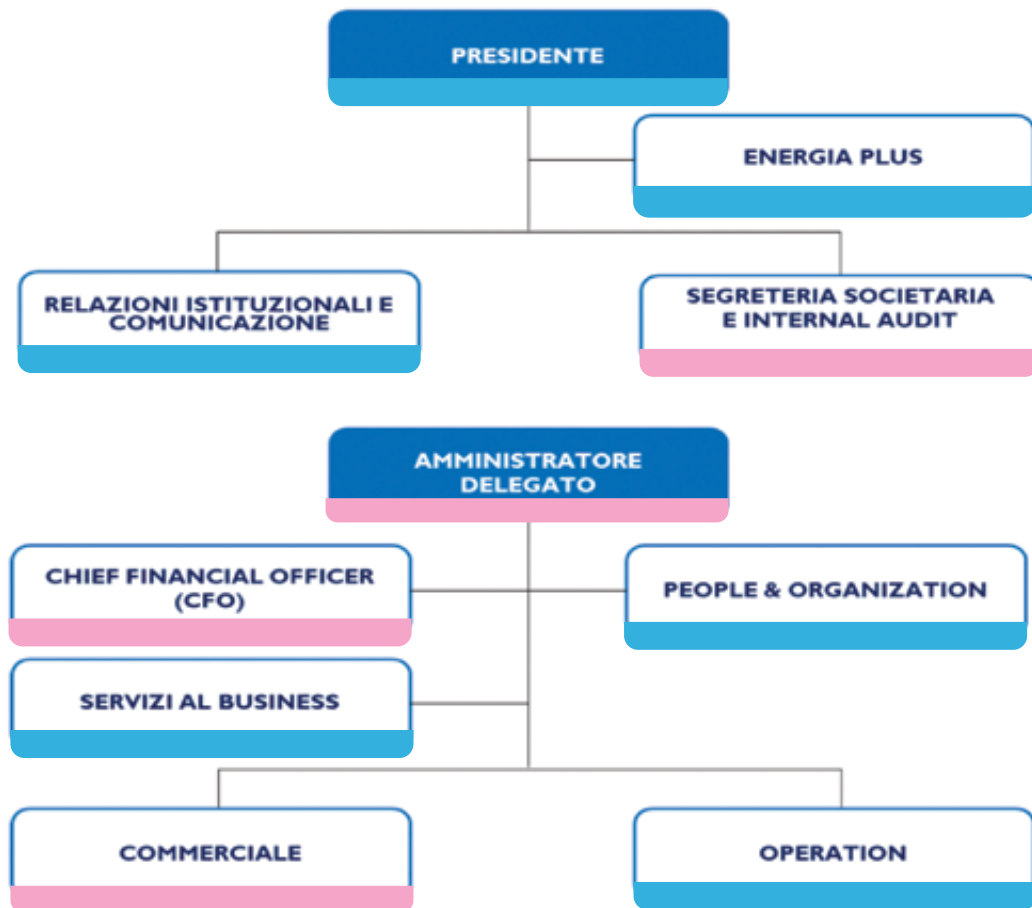 PRESIDENTE
ENERGIA PLUS
RELAZIONI ISTITUZIONALI E
COMUNICAZIONE
SEGRETERIA SOCIETARIA
E INTERNAL AUDIT
AMMINISTRATORE
DELEGATO
CHIEF FINANCIAL OFFICER
(CFO)
PEOPLE & ORGANIZATION
SERVIZI AL BUSINESS
COMMERCIALE
OPERATION